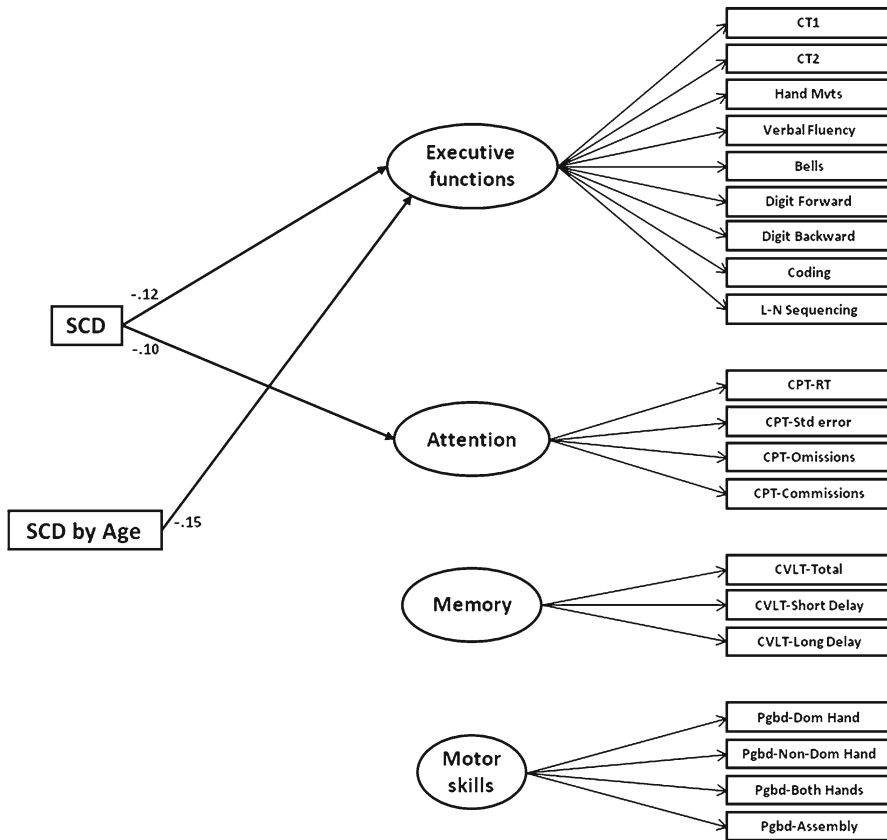 CT1
CT2
Hand Mvts
Verbal Fluency
Bells
Digit Forward
Digit Backward
Coding
L-N Sequencing
Executive
functions
-.12
SCD
-.10
CPT-RT
CPT-Std error
CPT-Omissions
CPT-Commissions
Attention
SCD by Age
-.15
CVLT-Total
CVLT-Short Delay
CVLT-Long Delay
Memory
Pgbd-Dom Hand
Pgbd-Non-Dom Hand
Pgbd-Both Hands
Pgbd-Assembly
Motor
skills